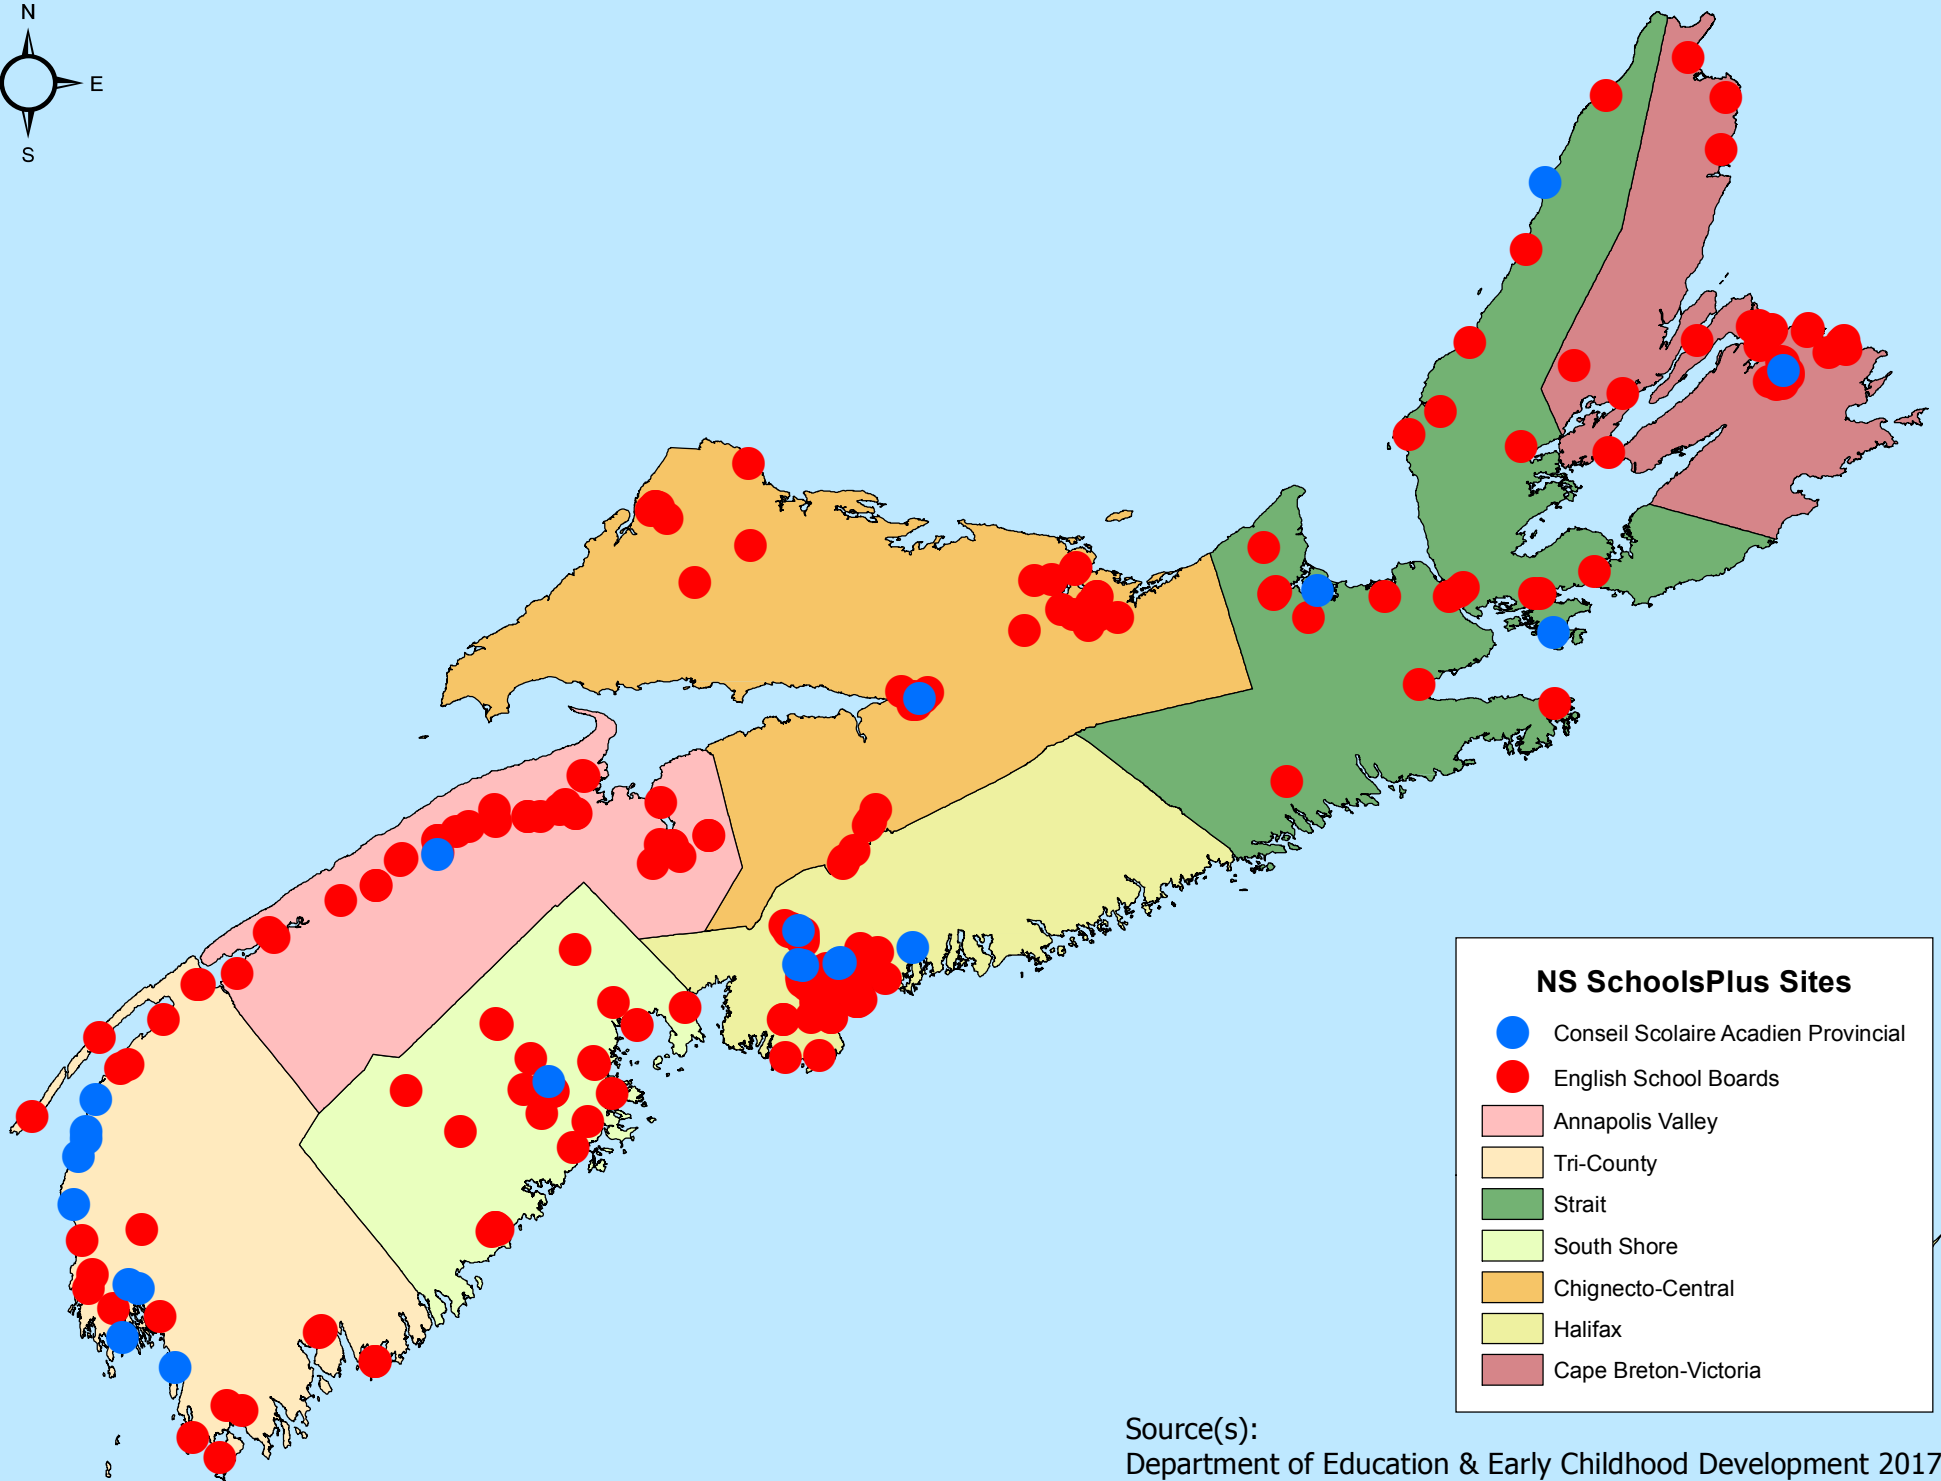 N
E
S
NS SchoolsPlus Sites
Conseil Scolaire Acadien Provincial
English School Boards
Annapolis Valley
Tri-County
Strait
South Shore
Chignecto-Central
Halifax
Cape Breton-Victoria
Source(s):
Department of Education & Early Childhood Development 2017